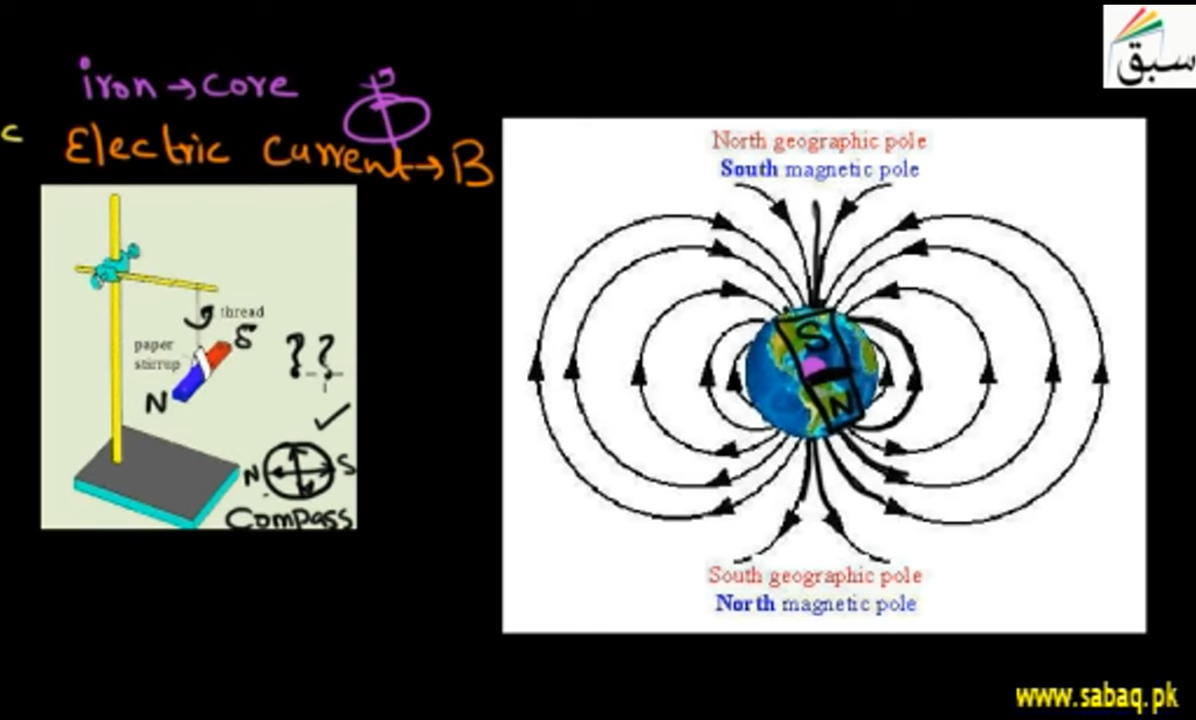 سبق
iron → core
B
c
Electric Current → B
North geographic pole
South magnetic pole
thread
paper
stirrup
S
N
??
N
S
Compass
S
N
South geographic pole
North magnetic pole
www.sabaq.pk